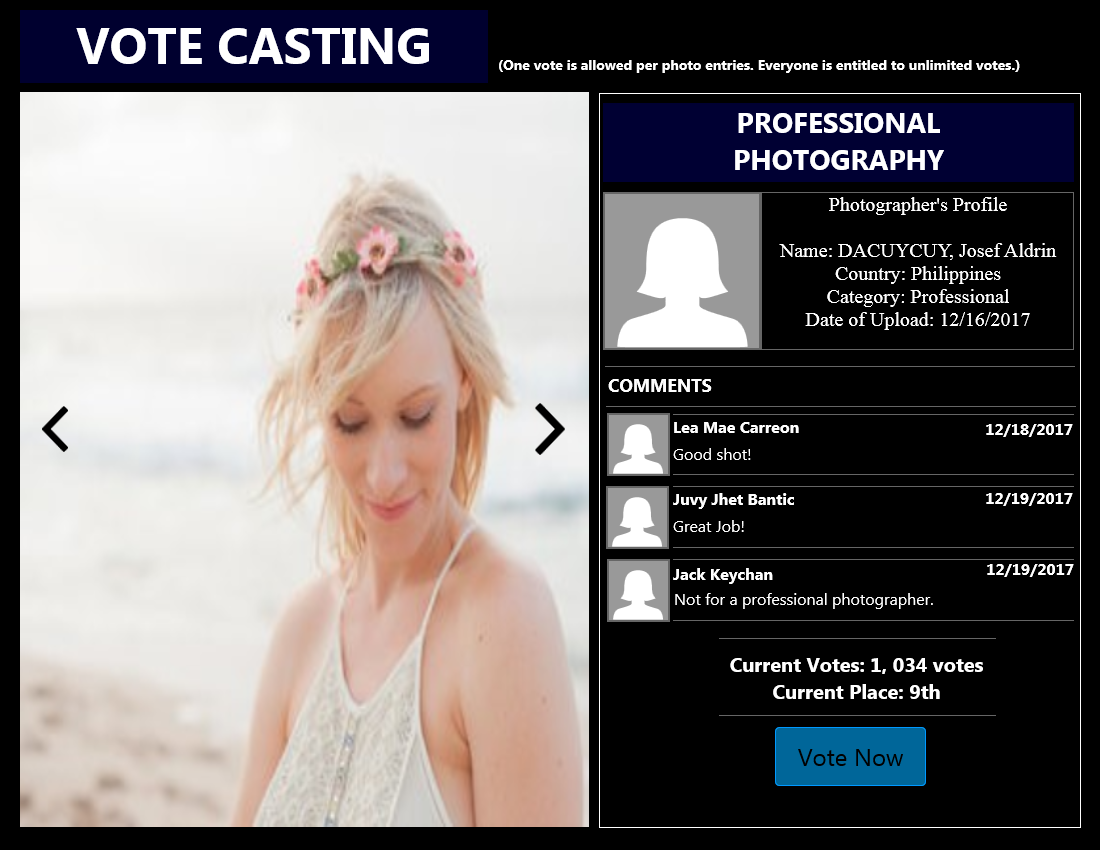 VOTE CASTING
(One vote is allowed per photo entries. Everyone is entitled to unlimited votes.)
PROFESSIONAL
PHOTOGRAPHY
Photographer's Profile
Name: DACUYCUY, Josef Aldrin
Country: Philippines
Category: Professional
Date of Upload: 12/16/2017
COMMENTS
Lea Mae Carreon
12/18/2017
Good shot!
Juvy Jhet Bantic
12/19/2017
Great Job!
Jack Keychan
12/19/2017
Not for a professional photographer.
Current Votes: 1, 034 votes
Current Place: 9th
Vote Now